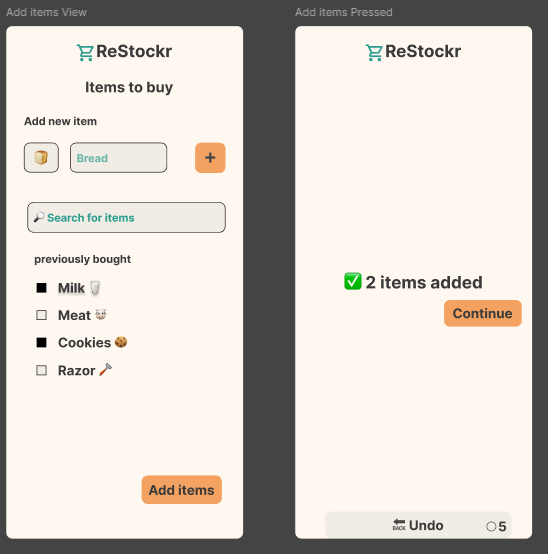 Add items View
ReStockr
Items to buy
Add new item
Bread
+
Search for items
previously bought
Milk
Meat
Cookies
Razor
Add items
Add items Pressed
ReStockr
2 items added
Continue
BACK Undo 5